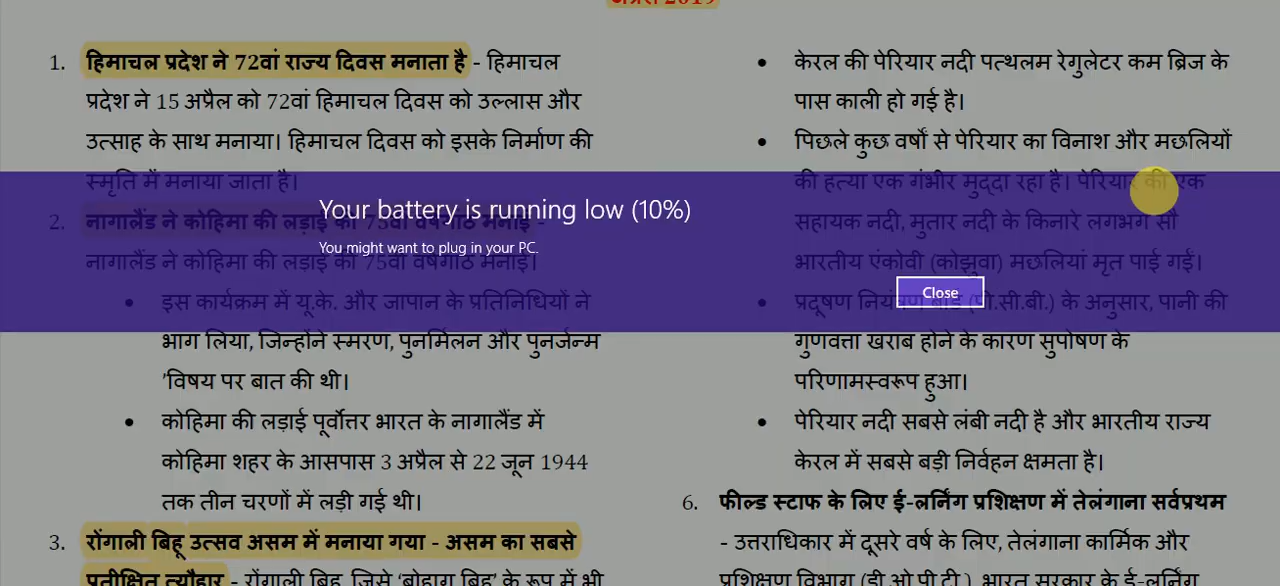 अप्रैल 2019
1. हिमाचल प्रदेश ने 72वां राज्य दिवस मनाता है - हिमाचल
प्रदेश ने 15 अप्रैल को 72वां हिमाचल दिवस को उल्लास और
उत्साह के साथ मनाया। हिमाचल दिवस को इसके निर्माण की
स्मृति में मनाया जाता है।
2. नागालैंड ने कोहिमा की लड़ाई की 75वीं वर्षगांठ मनाई -
नागालैंड ने कोहिमा की लड़ाई की 75वीं वर्षगांठ मनाई।
• इस कार्यक्रम में यू.के. और जापान के प्रतिनिधियों ने
भाग लिया, जिन्होंने स्मरण, पुनर्मिलन और पुनर्जन्म
'विषय पर बात की थी।
• कोहिमा की लड़ाई पूर्वोत्तर भारत के नागालैंड में
कोहिमा शहर के आसपास 3 अप्रैल से 22 जून 1944
तक तीन चरणों में लड़ी गई थी।
3. रोंगाली बिहू उत्सव असम में मनाया गया - असम का सबसे
प्रतीक्षित त्यौहार - रोंगाली बिहू, जिसे 'बोहाग बिहू' के रूप में भी
• केरल की पेरियार नदी पत्थलम रेगुलेटर कम ब्रिज के
पास काली हो गई है।
• पिछले कुछ वर्षों से पेरियार का विनाश और मछलियों
की हत्या एक गंभीर मुद्दा रहा है। पेरियार की एक
सहायक नदी, मुतार नदी के किनारे लगभग सौ
भारतीय एंकोवी (कोझुवा) मछलियां मृत पाई गई।
• प्रदूषण नियंत्रण बोर्ड (पी.सी.बी.) के अनुसार, पानी की
गुणवत्ता खराब होने के कारण सुपोषण के
परिणामस्वरूप हुआ।
• पेरियार नदी सबसे लंबी नदी है और भारतीय राज्य
केरल में सबसे बड़ी निर्वहन क्षमता है।
6. फील्ड स्टाफ के लिए ई-लर्निंग प्रशिक्षण में तेलंगाना सर्वप्रथम
- उत्तराधिकार में दूसरे वर्ष के लिए, तेलंगाना कार्मिक और
प्रशिक्षण विभाग (डी.ओ.पी.टी.), भारत सरकार के ई-लर्निंग
Your battery is running low (10%)
You might want to plug in your PC.
Close